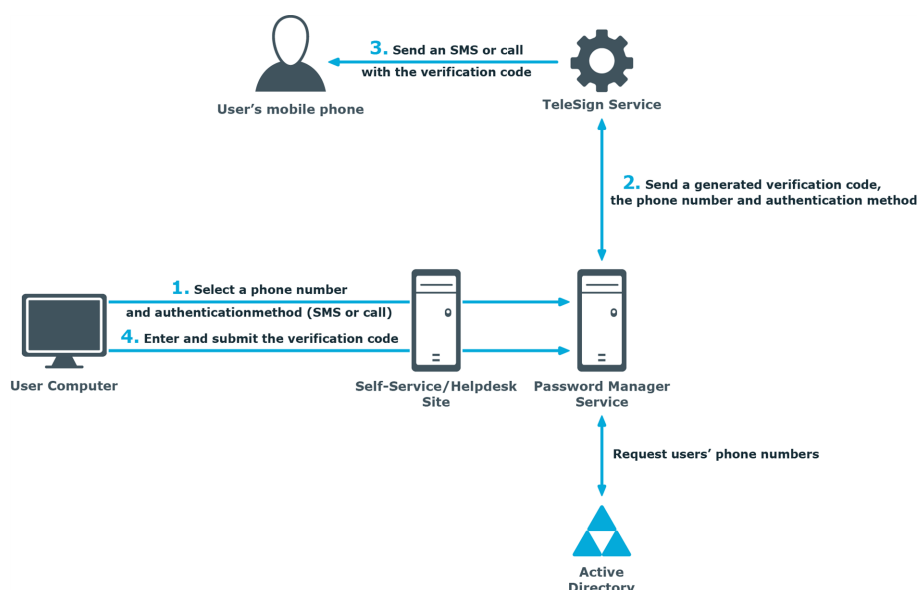 3. Send an SMS or call
with the verification code
User's mobile phone
TeleSign Service
2. Send a generated verification code,
the phone number and authentication method
1. Select a phone number
and authenticationmethod (SMS or call)
4. Enter and submit the verification code
User Computer
Self-Service/Helpdesk
Site
Password Manager
Service
Request users' phone numbers
Active
Directory